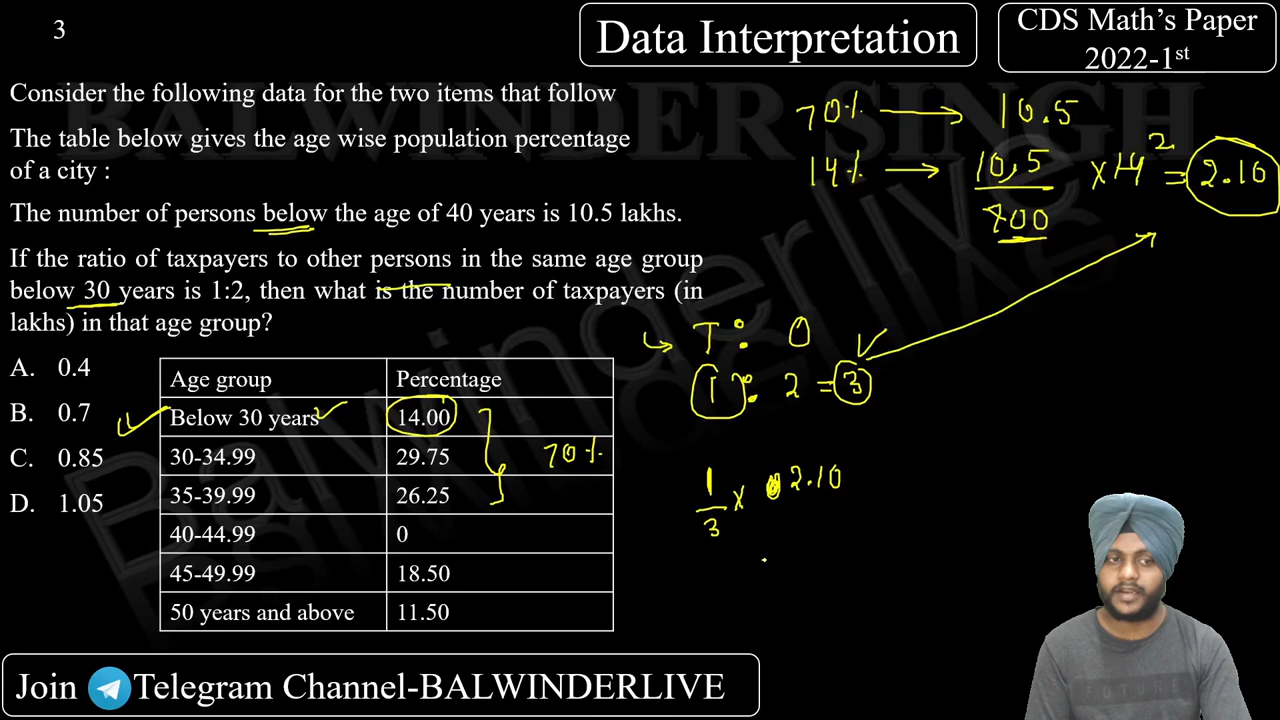 3
Data Interpretation
CDS Math's Paper
2022-1st
BALWINDER SINGH
Balwinderlive
Consider the following data for the two items that follow
The table below gives the age wise population percentage
of a city :
The number of persons below the age of 40 years is 10.5 lakhs.
If the ratio of taxpayers to other persons in the same age group
below 30 years is 1:2, then what is the number of taxpayers (in
lakhs) in that age group?
A. 0.4
B. 0.7
C. 0.85
D. 1.05
Age group Percentage
Below 30 years 14.00
30-34.99 29.75
35-39.99 26.25
40-44.99 0
45-49.99 18.50
50 years and above 11.50
70%
70% → 10.5
14% → 10.5/700 × 14 2 = 2.10
T : O
1 : 2 = 3
1/3 × 2.10
FUTURE
Join Telegram Channel-BALWINDERLIVE